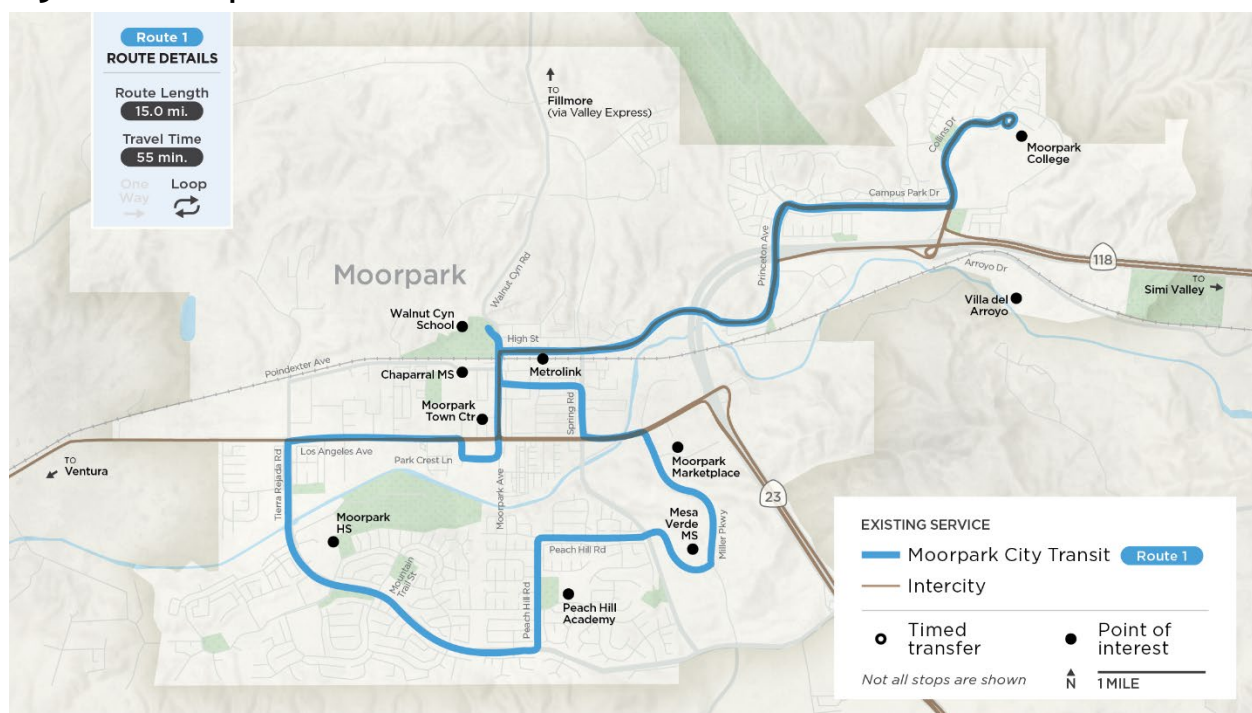 Route 1
ROUTE DETAILS
Route Length
15.0 mi.
Travel Time
55 min.
One
Way
Loop
TO
Fillmore
(via Valley Express)
Collins Dr
Moorpark
College
Campus Park Dr
Princeton Ave
118
Arroyo Dr
TO
Simi Valley
Villa del
Arroyo
Moorpark
Walnut Cyn Rd
Walnut Cyn
School
High St
Poindexter Ave
Metrolink
Chaparral MS
Moorpark
Town Ctr
Spring Rd
TO
Ventura
Los Angeles Ave
Park Crest Ln
Tierra Rejada Rd
Moorpark Ave
Moorpark
Marketplace
23
Moorpark
HS
Mesa
Verde
MS
Miller Pkwy
Peach Hill Rd
Mountain
Trail St
Peach Hill Rd
Peach Hill
Academy
EXISTING SERVICE
Moorpark City Transit Route 1
Intercity
Timed
transfer
Point of
interest
Not all stops are shown
N
1 MILE